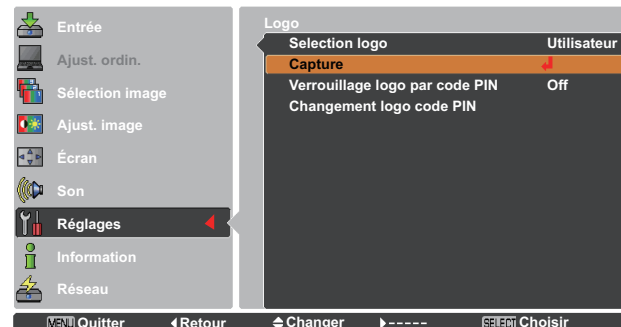 Entrée
Ajust. ordin.
Sélection image
Ajust. image
Écran
Son
Réglages
Information
Réseau
Logo
Selection logo Utilisateur
Capture
Verrouillage logo par code PIN Off
Changement logo code PIN
MENU Quitter Retour Changer ----- SELECT Choisir